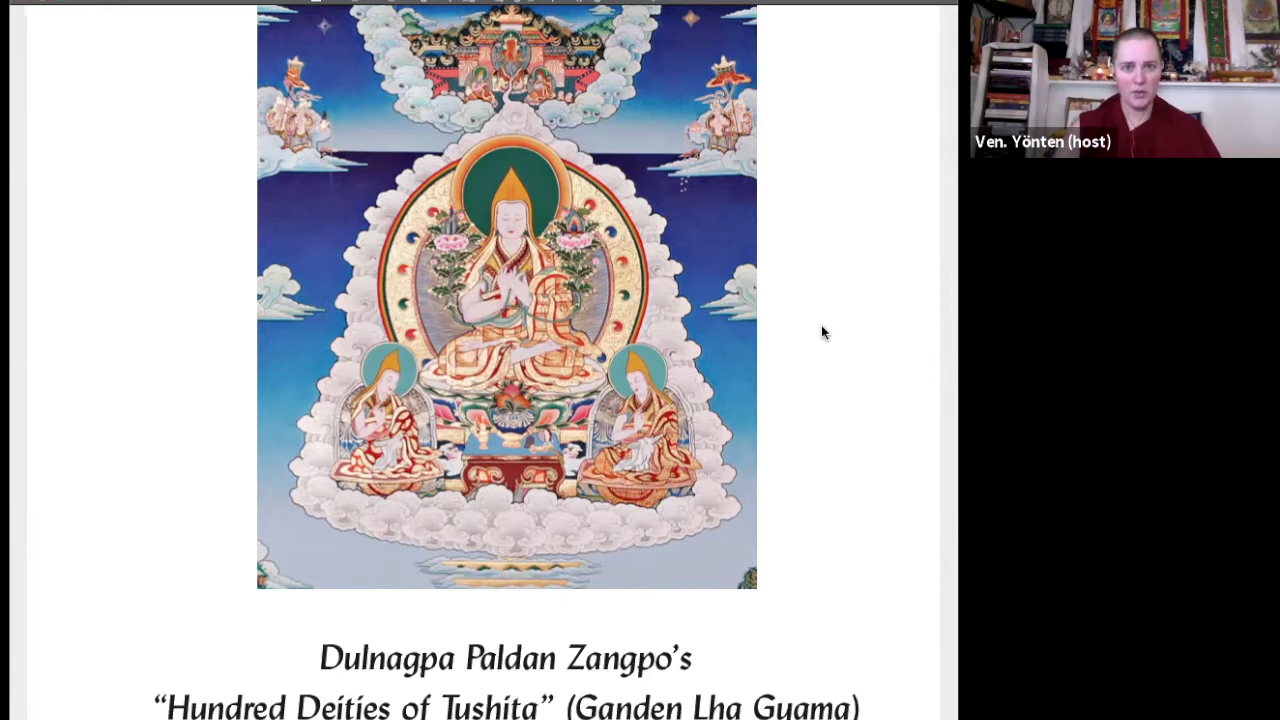 Ven. Yönten (host)
Dulnagpa Paldan Zangpo’s
“Hundred Deities of Tushita” (Ganden Lha Gyama)